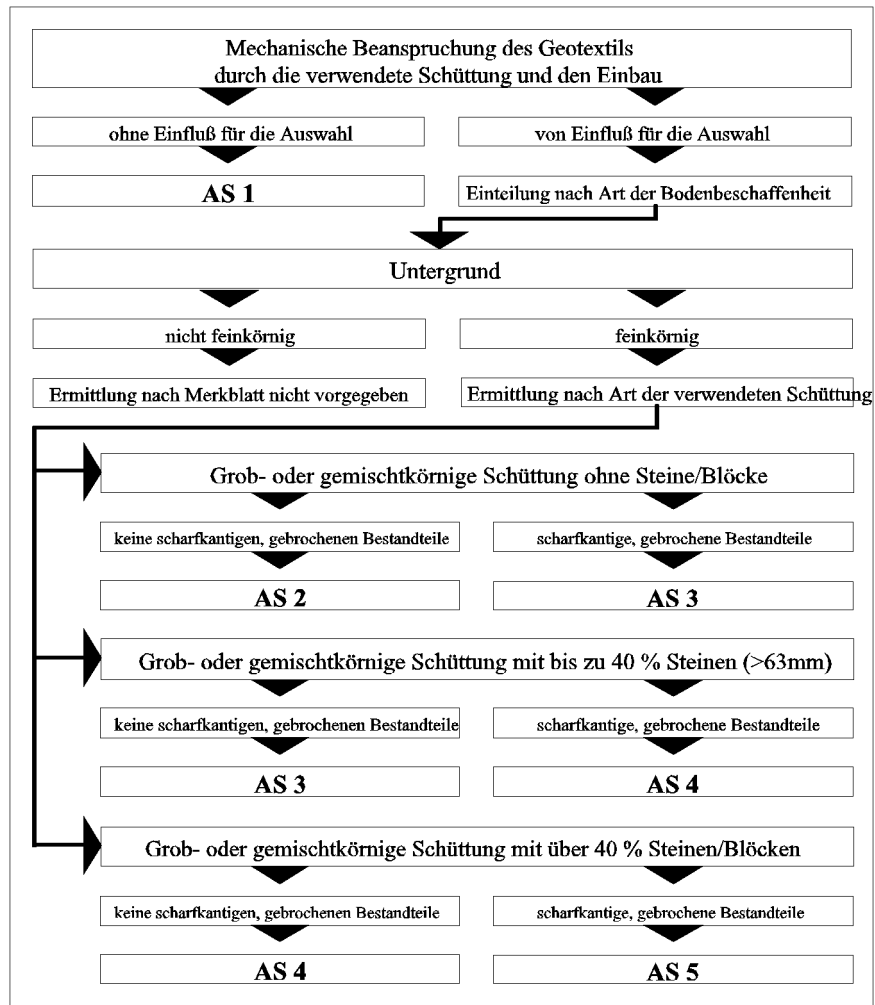 Mechanische Beanspruchung des Geotextils
durch die verwendete Schüttung und den Einbau
ohne Einfluß für die Auswahl
von Einfluß für die Auswahl
AS 1
Einteilung nach Art der Bodenbeschaffenheit
Untergrund
nicht feinkörnig
feinkörnig
Ermittlung nach Merkblatt nicht vorgegeben
Ermittlung nach Art der verwendeten Schüttung
Grob- oder gemischtkörnige Schüttung ohne Steine/Blöcke
keine scharfkantigen, gebrochenen Bestandteile
scharfkantige, gebrochene Bestandteile
AS 2
AS 3
Grob- oder gemischtkörnige Schüttung mit bis zu 40 % Steinen (>63mm)
keine scharfkantigen, gebrochenen Bestandteile
scharfkantige, gebrochene Bestandteile
AS 3
AS 4
Grob- oder gemischtkörnige Schüttung mit über 40 % Steinen/Blöcken
keine scharfkantigen, gebrochenen Bestandteile
scharfkantige, gebrochene Bestandteile
AS 4
AS 5